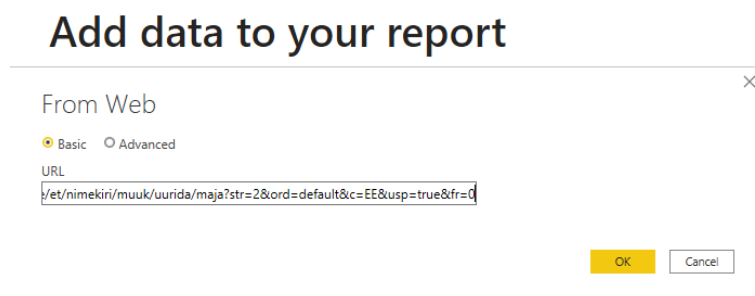 Add data to your report
From Web
Basic Advanced
URL
/et/nimekiri/muuk/uurida/maja?str=2&ord=default&c=EE&usp=true&fr=0
OK Cancel